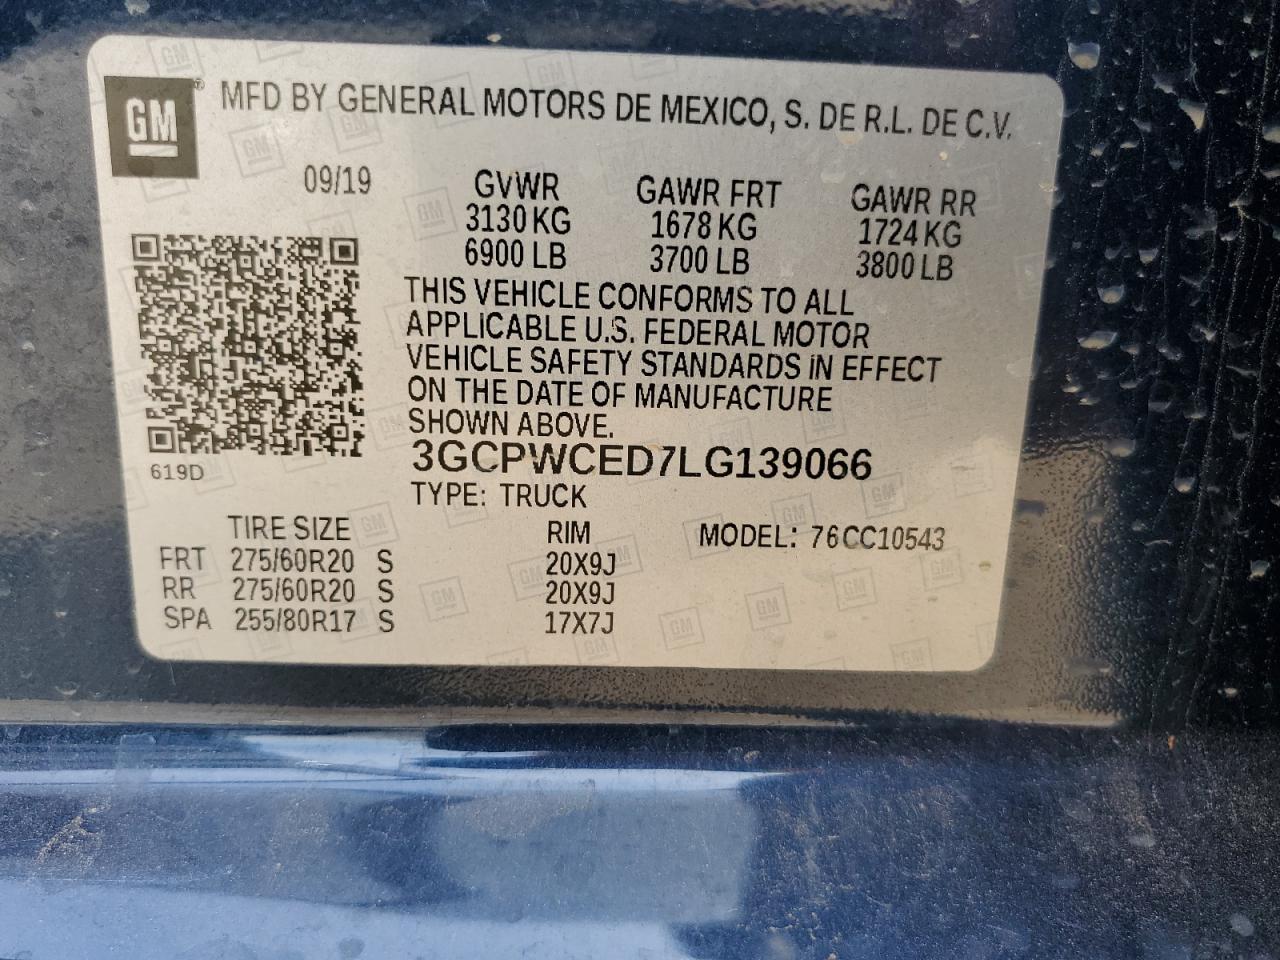 GM
MFD BY GENERAL MOTORS DE MEXICO, S. DE R.L. DE C.V.
09/19
GVWR GAWR FRT GAWR RR
3130 KG 1678 KG 1724 KG
6900 LB 3700 LB 3800 LB
THIS VEHICLE CONFORMS TO ALL
APPLICABLE U.S. FEDERAL MOTOR
VEHICLE SAFETY STANDARDS IN EFFECT
ON THE DATE OF MANUFACTURE
SHOWN ABOVE.
3GCPWCED7LG139066
619D
TYPE: TRUCK
TIRE SIZE RIM MODEL: 76CC10543
FRT 275/60R20 S 20X9J
RR 275/60R20 S 20X9J
SPA 255/80R17 S 17X7J